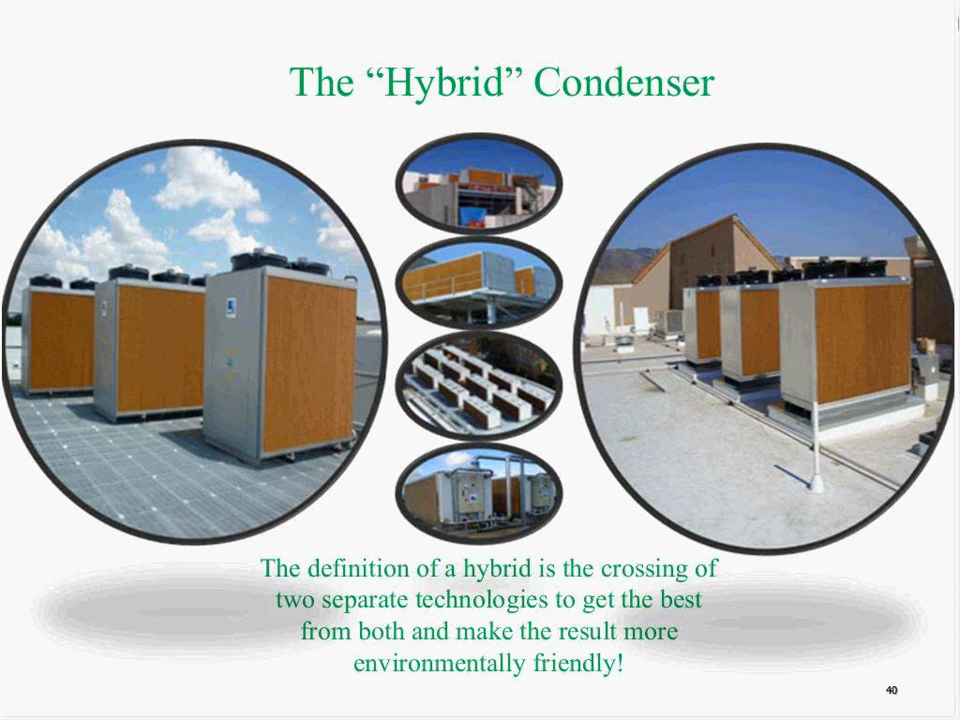 The “Hybrid” Condenser
The definition of a hybrid is the crossing of
two separate technologies to get the best
from both and make the result more
environmentally friendly!
40